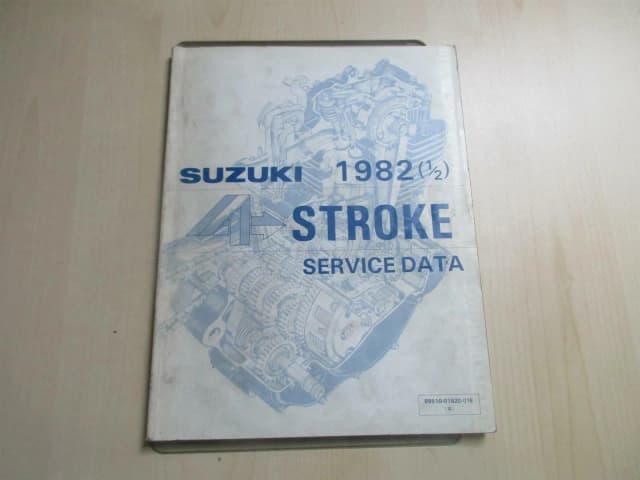 SUZUKI 1982 (1/2)
4 STROKE
SERVICE DATA